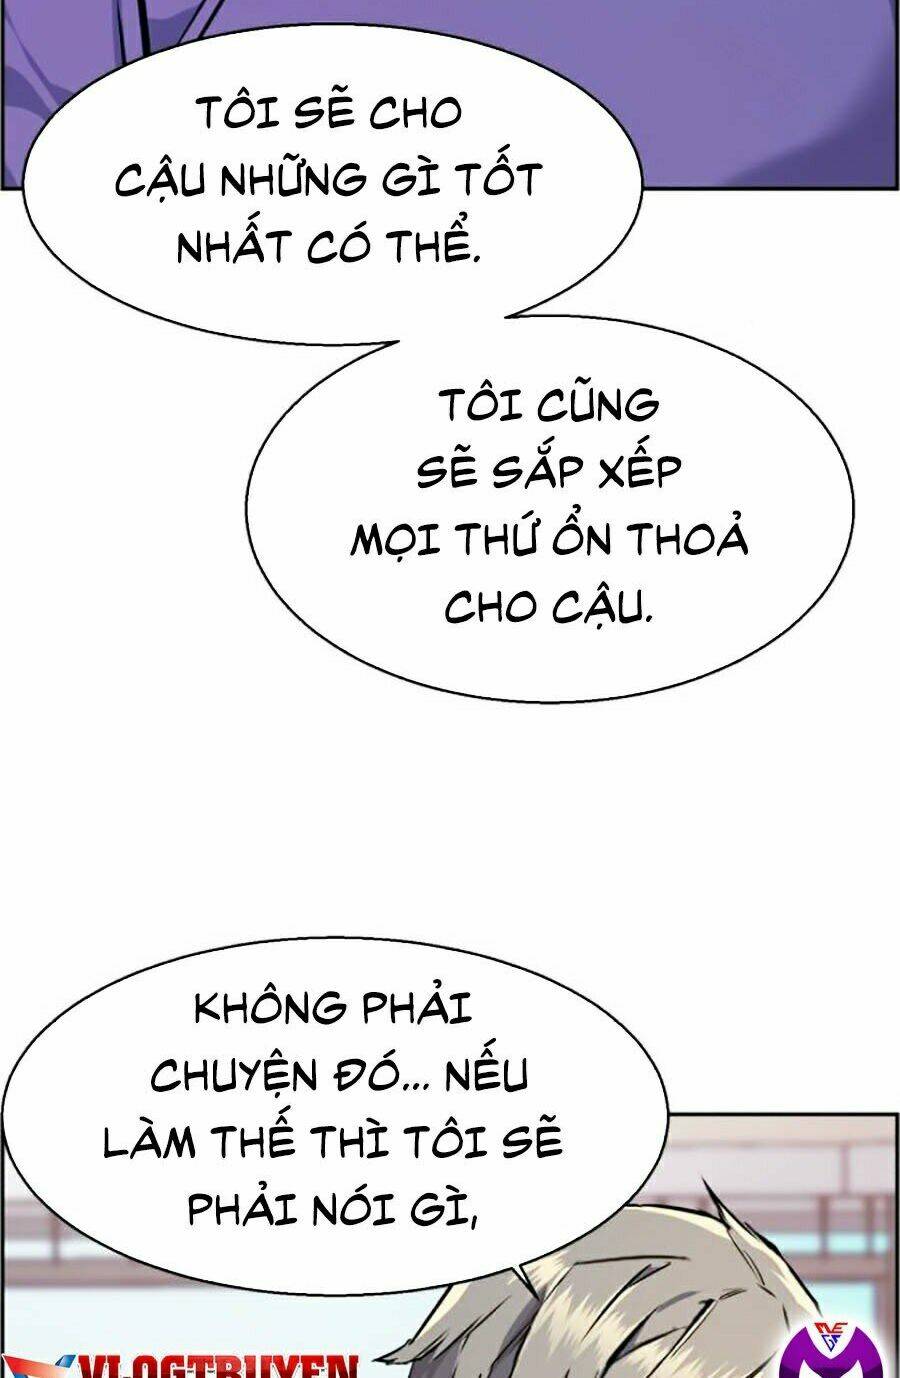 TÔI SẼ CHO
CẬU NHỮNG GÌ TỐT
NHẤT CÓ THỂ.
TÔI CŨNG
SẼ SẮP XẾP
MỌI THỨ ỔN THOẢ
CHO CẬU.
KHÔNG PHẢI
CHUYỆN ĐÓ... NẾU
LÀM THẾ THÌ TÔI SẼ
PHẢI NÓI GÌ,
VLOGTRUYEN